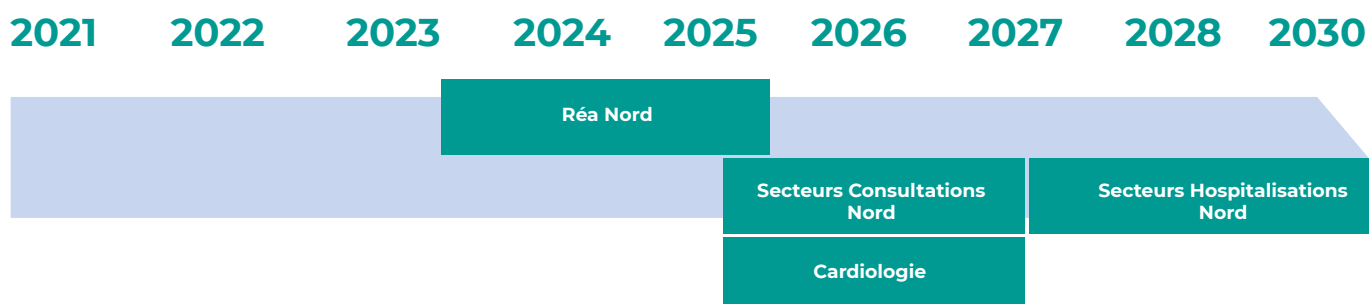 2021 2022 2023 2024 2025 2026 2027 2028 2030
Réa Nord
Secteurs Consultations
Nord
Secteurs Hospitalisations
Nord
Cardiologie